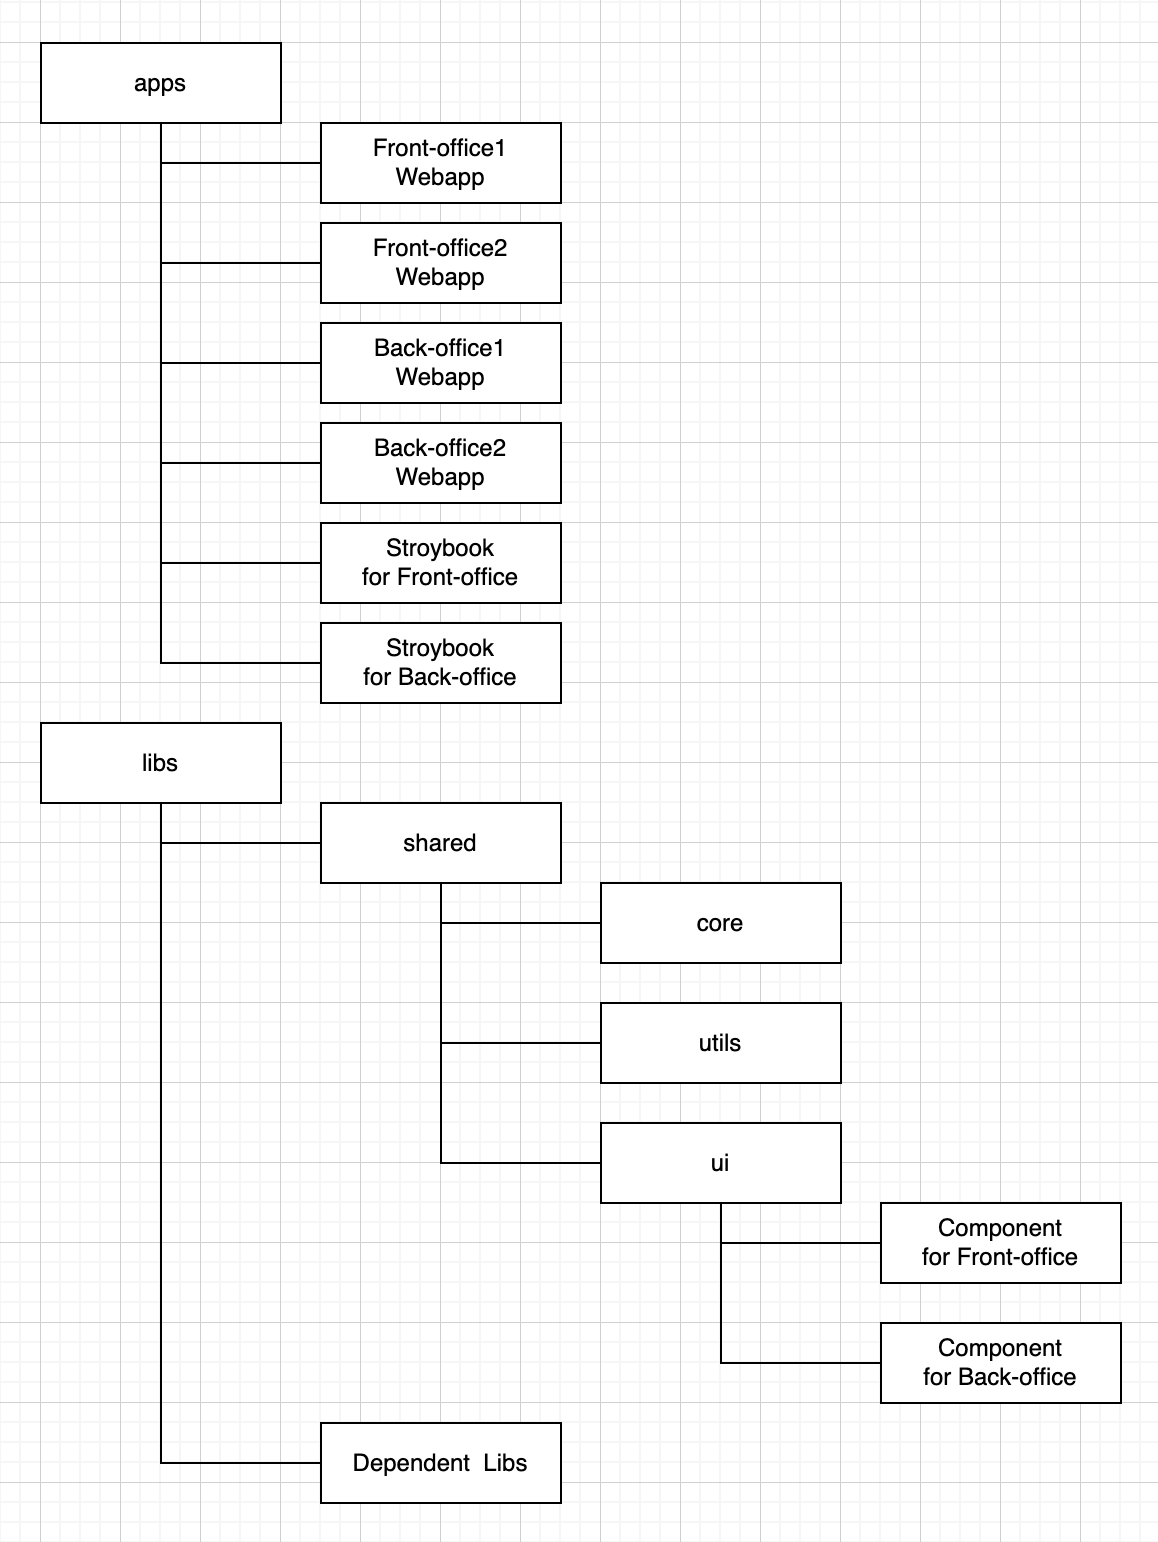 apps
Front-office1
Webapp
Front-office2
Webapp
Back-office1
Webapp
Back-office2
Webapp
Stroybook
for Front-office
Stroybook
for Back-office
libs
shared
core
utils
ui
Component
for Front-office
Component
for Back-office
Dependent Libs